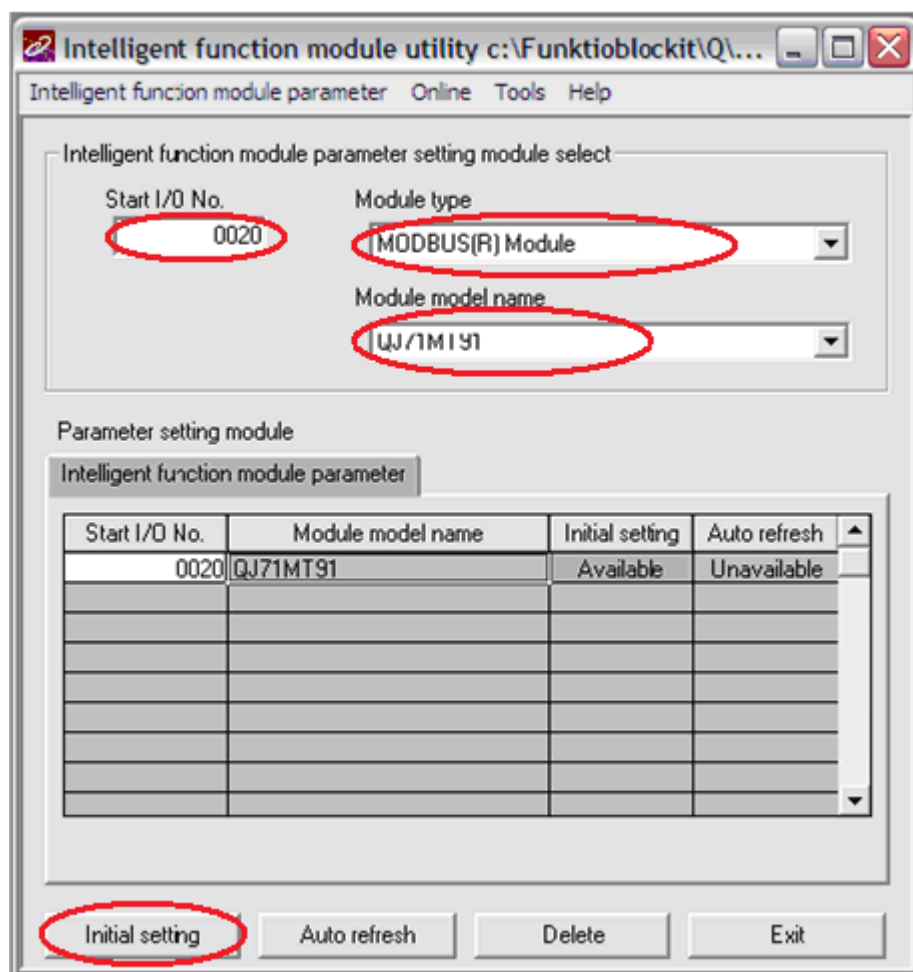 Intelligent function module utility c:\Funktioblockit\Q\...
Intelligent function module parameter Online Tools Help
Intelligent function module parameter setting module select
Start I/O No. Module type
0020 MODBUS(R) Module
Module model name
QJ71MT91
Parameter setting module
Intelligent function module parameter
Start I/O No. Module model name Initial setting Auto refresh
0020 QJ71MT91 Available Unavailable
Initial setting Auto refresh Delete Exit